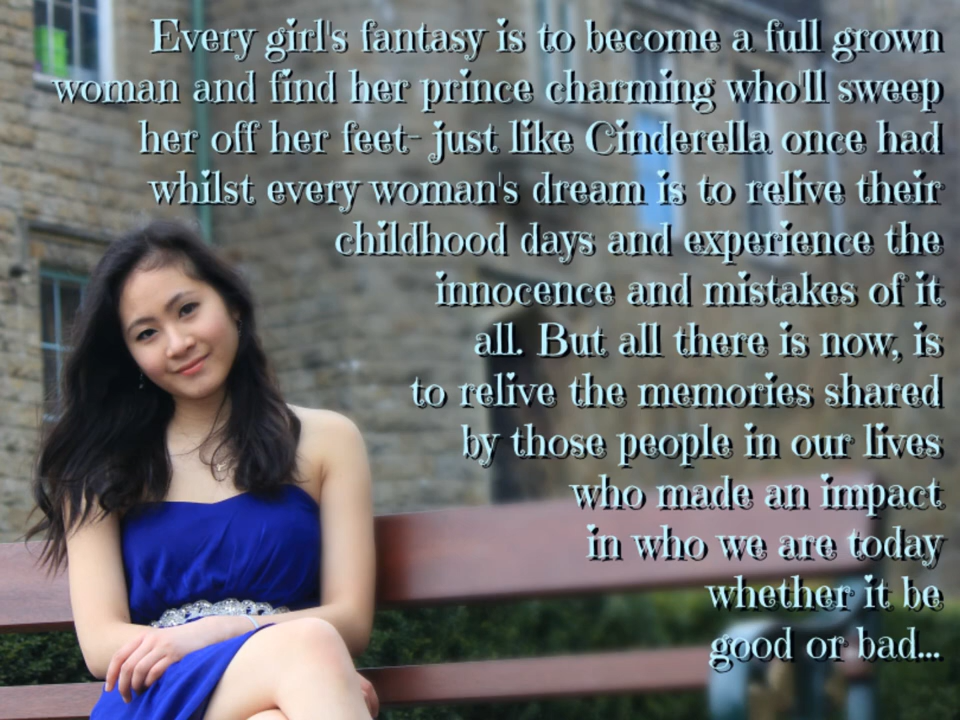 Every girl's fantasy is to become a full grown
woman and find her prince charming who'll sweep
her off her feet- just like Cinderella once had
whilst every woman's dream is to relive their
childhood days and experience the
innocence and mistakes of it
all. But all there is now, is
to relive the memories shared
by those people in our lives
who made an impact
in who we are today
whether it be
good or bad...